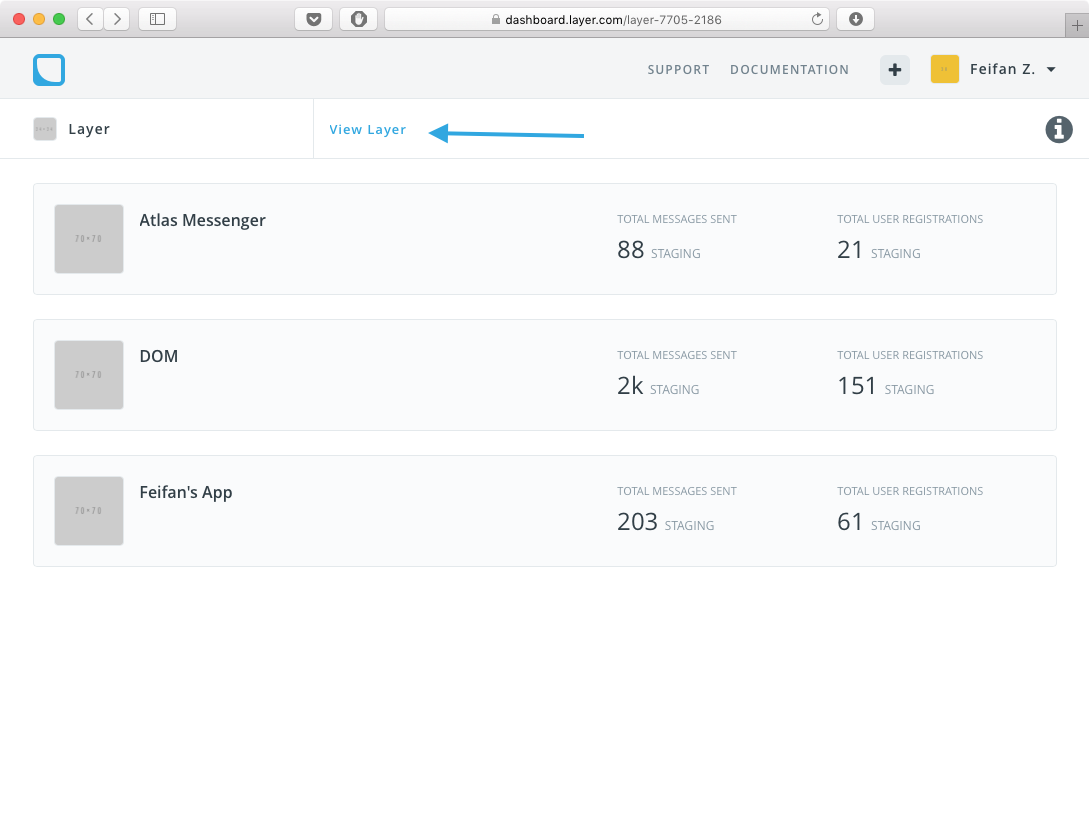 dashboard.layer.com/layer-7705-2186
SUPPORT DOCUMENTATION Feifan Z.
Layer View Layer
Atlas Messenger TOTAL MESSAGES SENT TOTAL USER REGISTRATIONS
70×70 88 STAGING 21 STAGING
DOM TOTAL MESSAGES SENT TOTAL USER REGISTRATIONS
70×70 2k STAGING 151 STAGING
Feifan's App TOTAL MESSAGES SENT TOTAL USER REGISTRATIONS
70×70 203 STAGING 61 STAGING